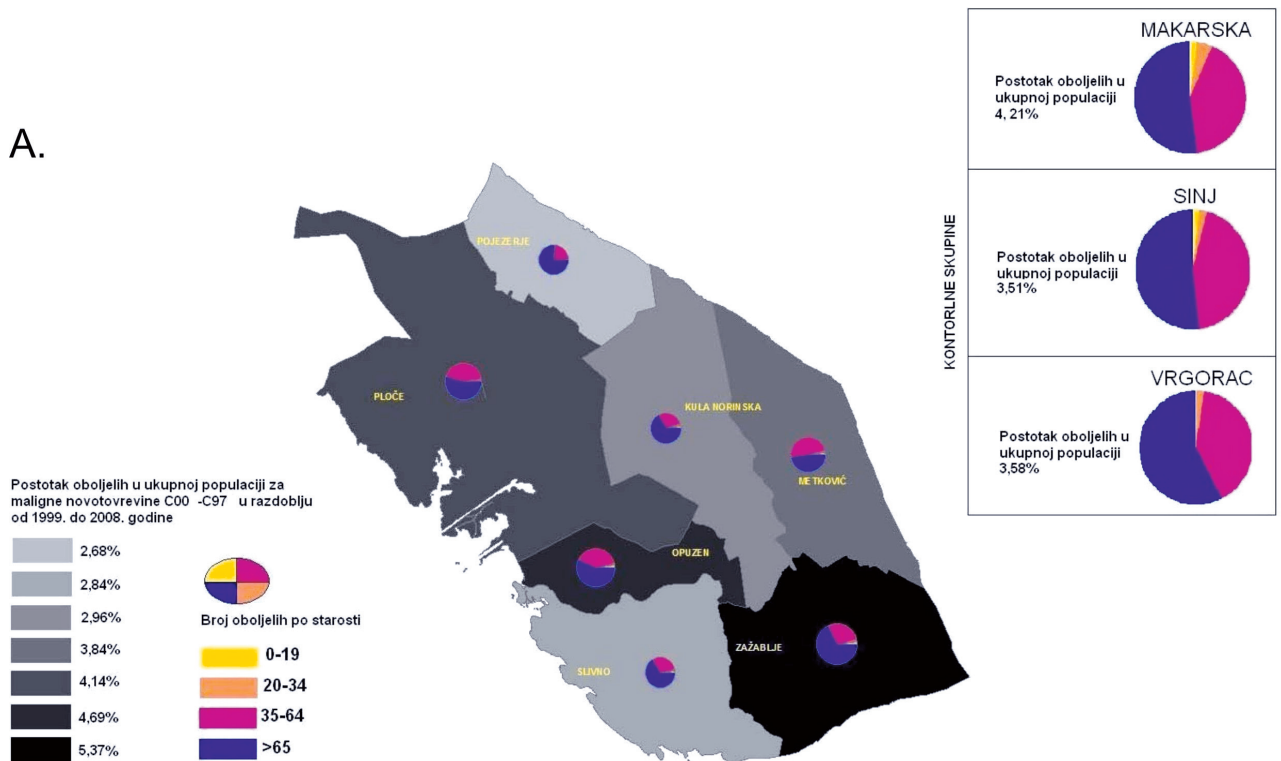 A.
POJEZERJE
PLOČE
KULA NORINSKA
METKOVIĆ
OPUZEN
SLIVNO
ZAŽABLJE
Postotak oboljelih u ukupnoj populaciji za
maligne novotovrevine C00 -C97 u razdoblju
od 1999. do 2008. godine
2,68%
2,84%
2,96%
3,84%
4,14%
4,69%
5,37%
Broj oboljelih po starosti
0-19
20-34
35-64
>65
KONTORLNE SKUPINE
MAKARSKA
Postotak oboljelih u
ukupnoj populaciji
4, 21%
SINJ
Postotak oboljelih u
ukupnoj populaciji
3,51%
VRGORAC
Postotak oboljelih u
ukupnoj populaciji
3,58%